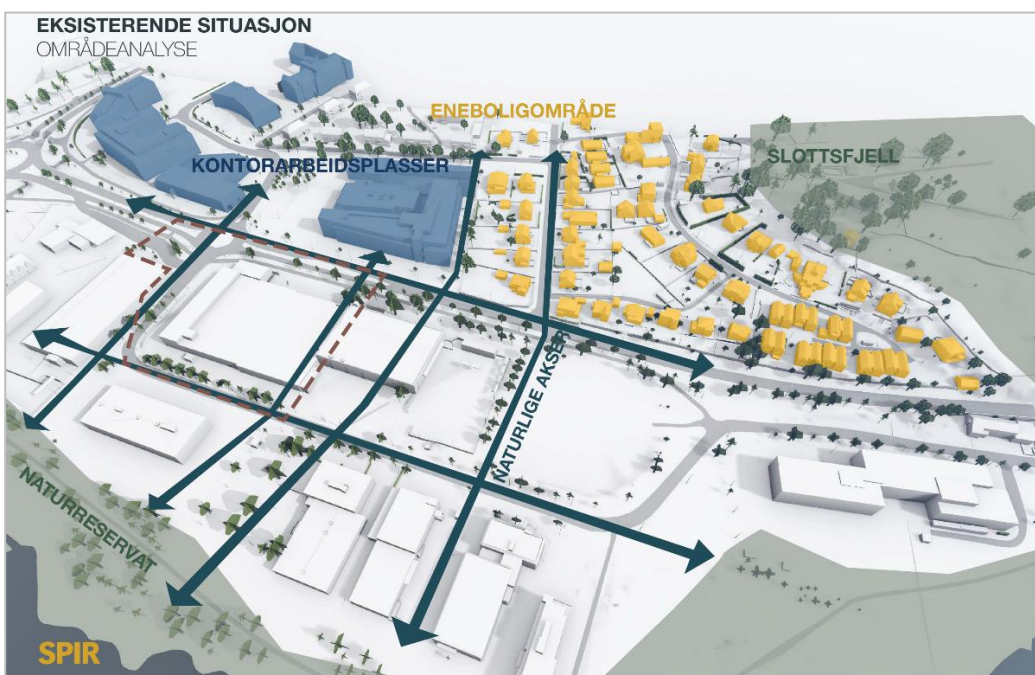 EKSISTERENDE SITUASJON
OMRÅDEANALYSE
ENEBOLIGOMRÅDE
KONTORARBEIDSPLASSER
SLOTTSFJELL
NATURLIGE AKSER
NATURRESERVAT
SPIR